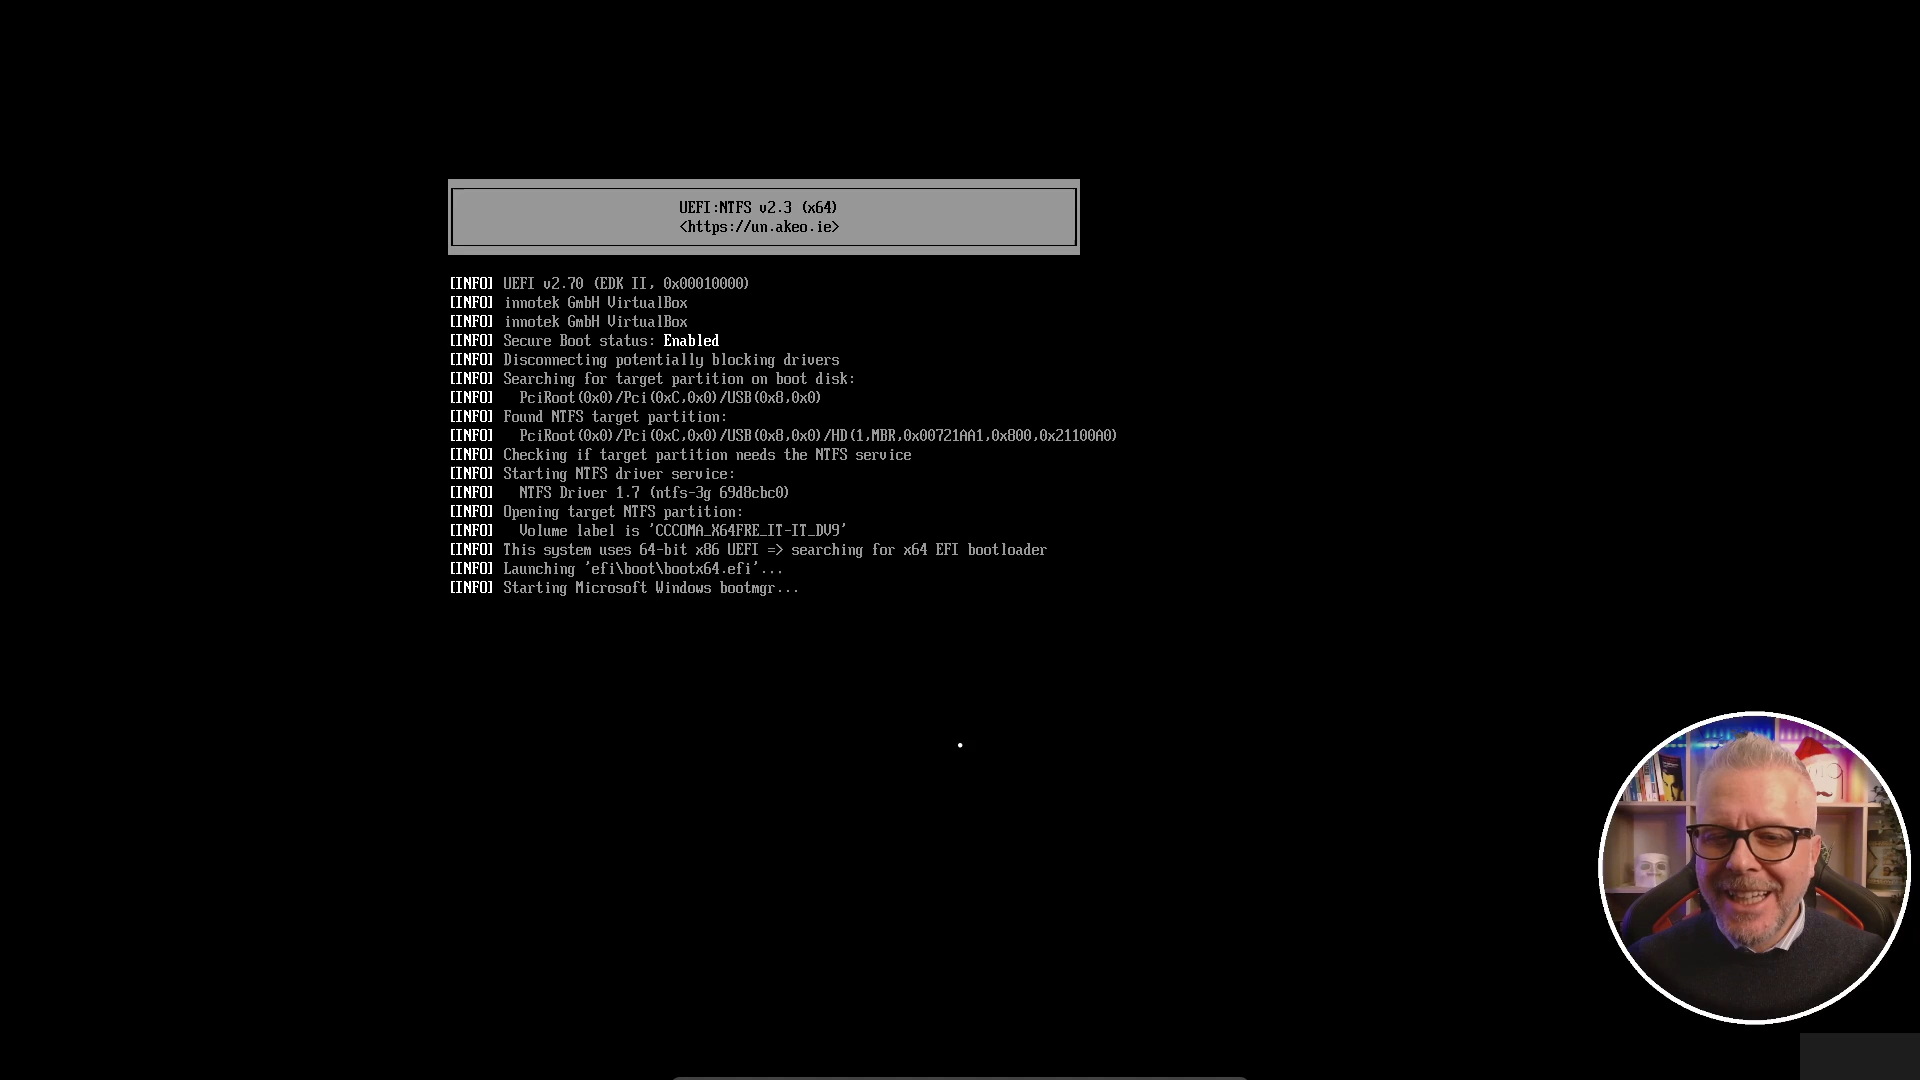 UEFI:NTFS v2.3 (x64)
<https://un.akeo.ie>
[INFO] UEFI v2.70 (EDK II, 0x00010000)
[INFO] innotek GmbH VirtualBox
[INFO] innotek GmbH VirtualBox
[INFO] Secure Boot status: Enabled
[INFO] Disconnecting potentially blocking drivers
[INFO] Searching for target partition on boot disk:
[INFO]   PciRoot(0x0)/Pci(0xC,0x0)/USB(0x8,0x0)
[INFO] Found NTFS target partition:
[INFO]   PciRoot(0x0)/Pci(0xC,0x0)/USB(0x8,0x0)/HD(1,MBR,0x00721AA1,0x800,0x21100A0)
[INFO] Checking if target partition needs the NTFS service
[INFO] Starting NTFS driver service:
[INFO]   NTFS Driver 1.7 (ntfs-3g 69d8cbc0)
[INFO] Opening target NTFS partition:
[INFO]   Volume label is 'CCCOMA_X64FRE_IT-IT_DV9'
[INFO] This system uses 64-bit x86 UEFI => searching for x64 EFI bootloader
[INFO] Launching 'efi\boot\bootx64.efi'...
[INFO] Starting Microsoft Windows bootmgr...